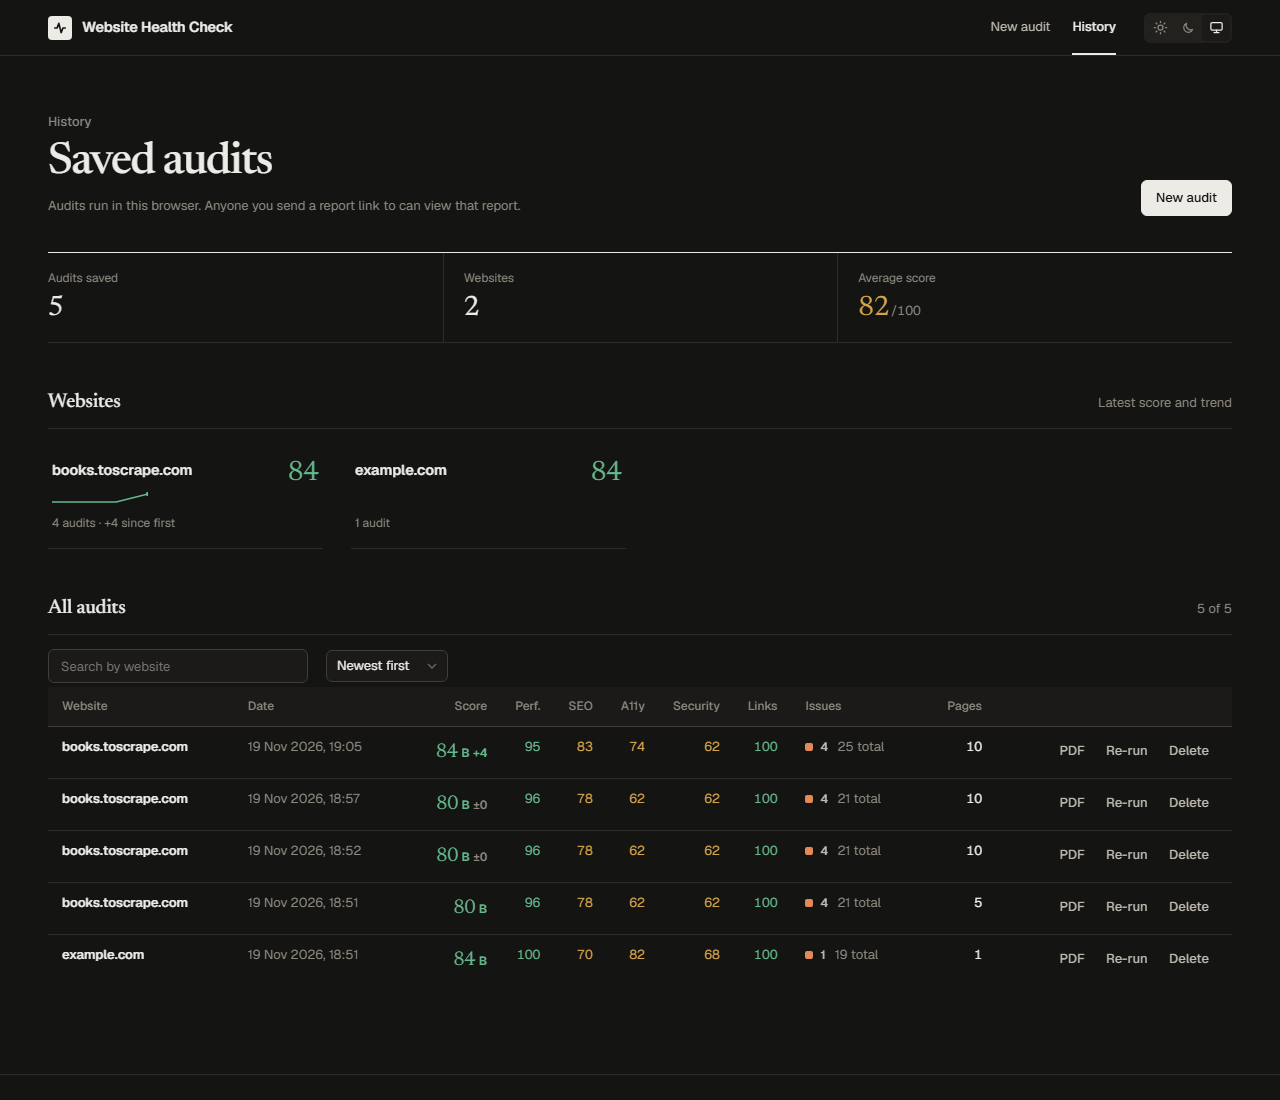 Website Health Check
New audit
History
History
Saved audits
Audits run in this browser. Anyone you send a report link to can view that report.
New audit
Audits saved
5
Websites
2
Average score
82 /100
Websites
Latest score and trend
books.toscrape.com 84
4 audits · +4 since first
example.com 84
1 audit
All audits
5 of 5
Search by website
Newest first
Website Date Score Perf. SEO A11y Security Links Issues Pages
books.toscrape.com 19 Nov 2026, 19:05 84 B +4 95 83 74 62 100 4 25 total 10 PDF Re-run Delete
books.toscrape.com 19 Nov 2026, 18:57 80 B ±0 96 78 62 62 100 4 21 total 10 PDF Re-run Delete
books.toscrape.com 19 Nov 2026, 18:52 80 B ±0 96 78 62 62 100 4 21 total 10 PDF Re-run Delete
books.toscrape.com 19 Nov 2026, 18:51 80 B 96 78 62 62 100 4 21 total 5 PDF Re-run Delete
example.com 19 Nov 2026, 18:51 84 B 100 70 82 68 100 1 19 total 1 PDF Re-run Delete